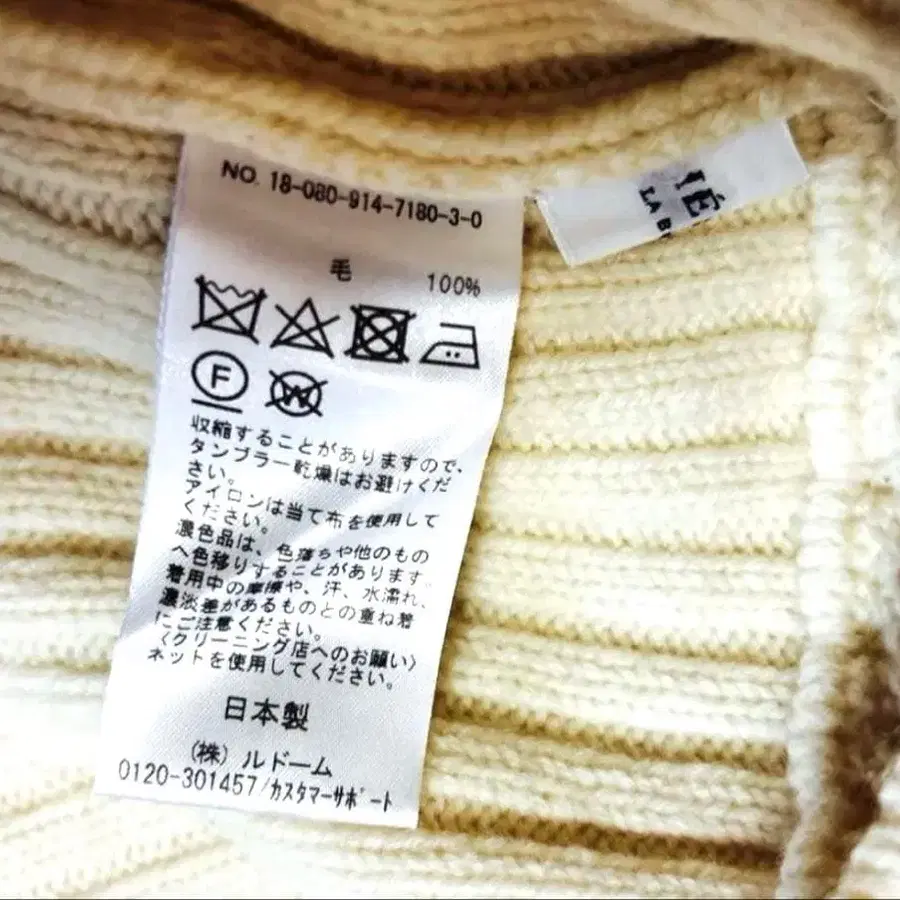 NO. 18-080-914-7180-3-0
毛 100%
F
W
収縮することがありますので、
タンブラー乾燥はお避けくだ
さい。
アイロンは当て布を使用して
ください。
濃色品は、色落ちや他のもの
へ色移りすることがあります。
着用中の摩擦や、汗、水濡れ、
濃淡差があるものとの重ね着
にご注意ください。
〈クリーニング店へのお願い〉
ネットを使用してください。
日本製
(株) ルドーム
0120-301457/カスタマーサポート
LA B